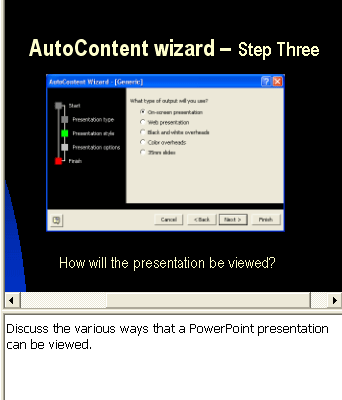 AutoContent wizard – Step Three
AutoContent Wizard - [Generic]
Start
Presentation type
Presentation style
Presentation options
Finish
What type of output will you use?
On-screen presentation
Web presentation
Black and white overheads
Color overheads
35mm slides
Cancel
< Back
Next >
Finish
How will the presentation be viewed?
Discuss the various ways that a PowerPoint presentation
can be viewed.